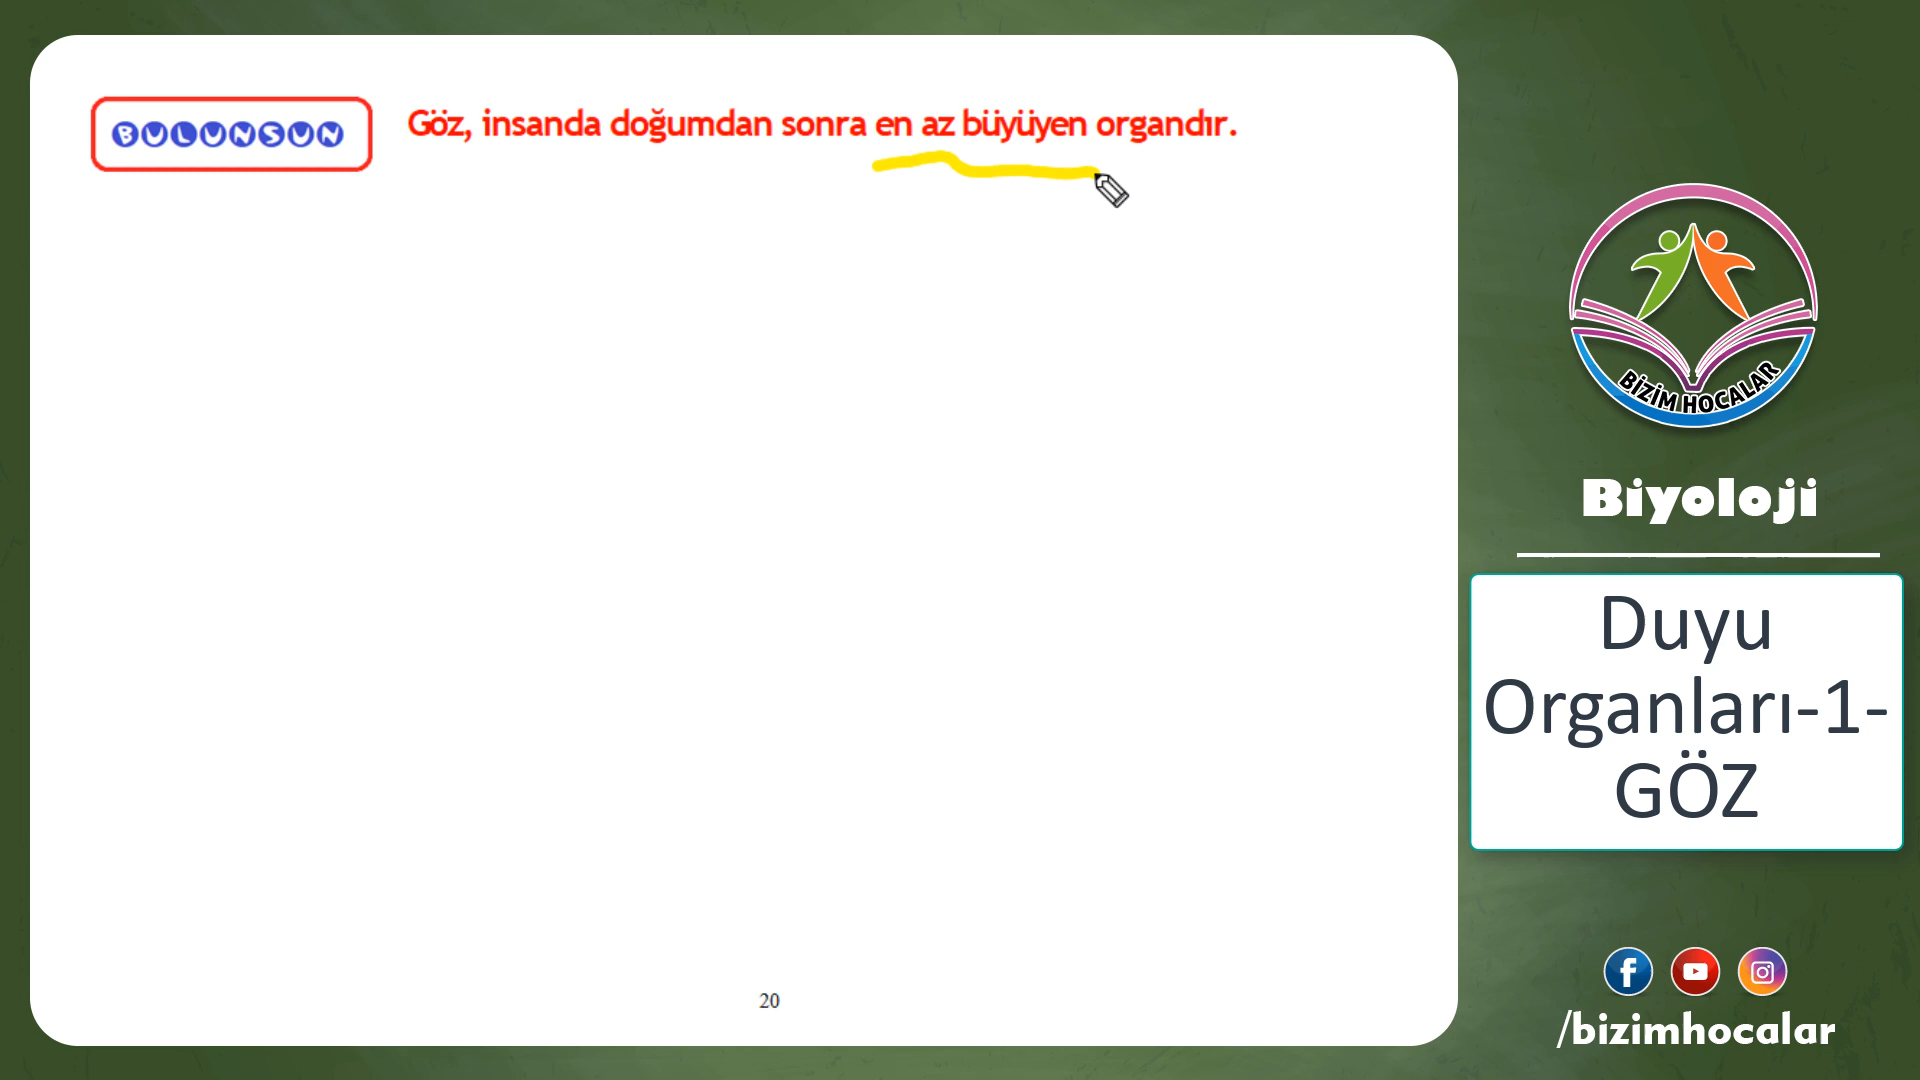 BULUNSUN
Göz, insanda doğumdan sonra en az büyüyen organdır.
20
BİZİM HOCALAR
Biyoloji
Duyu
Organları-1-
GÖZ
/bizimhocalar